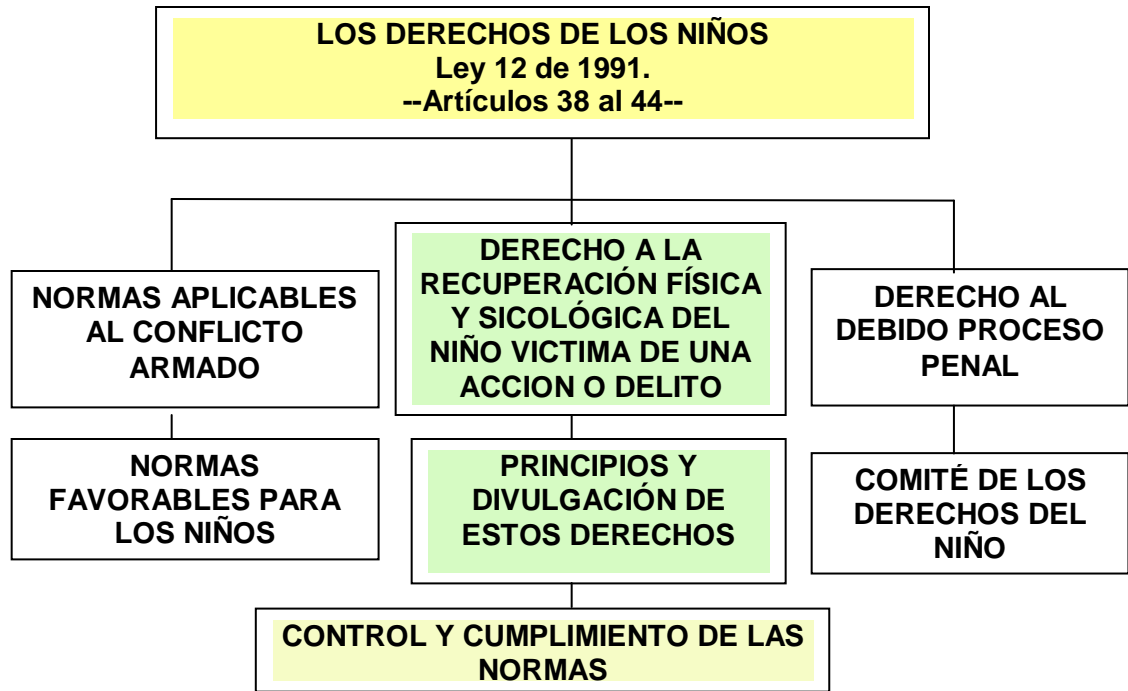 LOS DERECHOS DE LOS NIÑOS
Ley 12 de 1991.
--Artículos 38 al 44--
NORMAS APLICABLES
AL CONFLICTO
ARMADO
DERECHO A LA
RECUPERACIÓN FÍSICA
Y SICOLÓGICA DEL
NIÑO VICTIMA DE UNA
ACCION O DELITO
DERECHO AL
DEBIDO PROCESO
PENAL
NORMAS
FAVORABLES PARA
LOS NIÑOS
PRINCIPIOS Y
DIVULGACIÓN DE
ESTOS DERECHOS
COMITÉ DE LOS
DERECHOS DEL
NIÑO
CONTROL Y CUMPLIMIENTO DE LAS
NORMAS